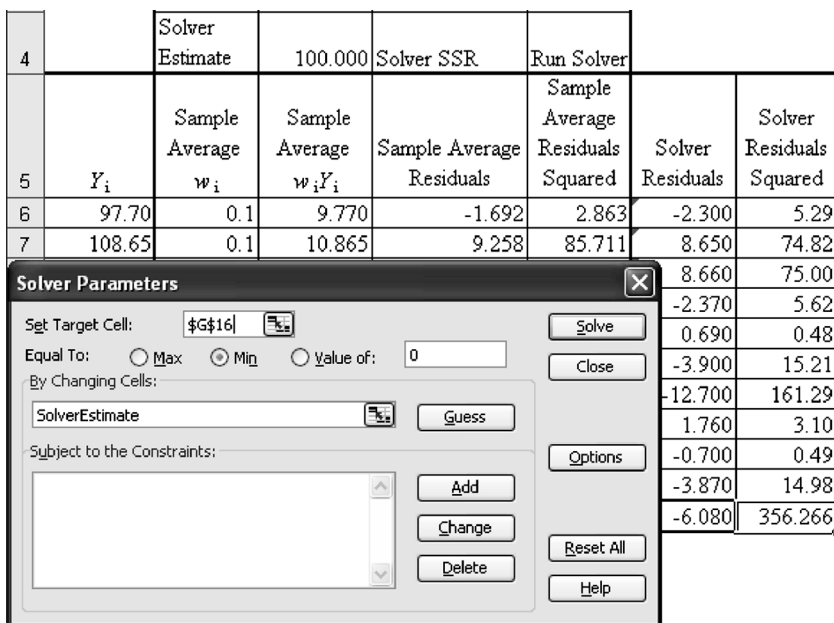 4 Solver Estimate 100.000 Solver SSR Run Solver
5 Yi Sample Average wi Sample Average wiYi Sample Average Residuals Sample Average Residuals Squared Solver Residuals Solver Residuals Squared
6 97.70 0.1 9.770 -1.692 2.863 -2.300 5.29
7 108.65 0.1 10.865 9.258 85.711 8.650 74.82
8.660 75.00
-2.370 5.62
0.690 0.48
-3.900 15.21
-12.700 161.29
1.760 3.10
-0.700 0.49
-3.870 14.98
-6.080 356.266
Solver Parameters
Set Target Cell: $G$16 Solve
Equal To: Max Min Value of: 0 Close
By Changing Cells:
SolverEstimate Guess
Subject to the Constraints: Options
Add
Change
Delete
Reset All
Help